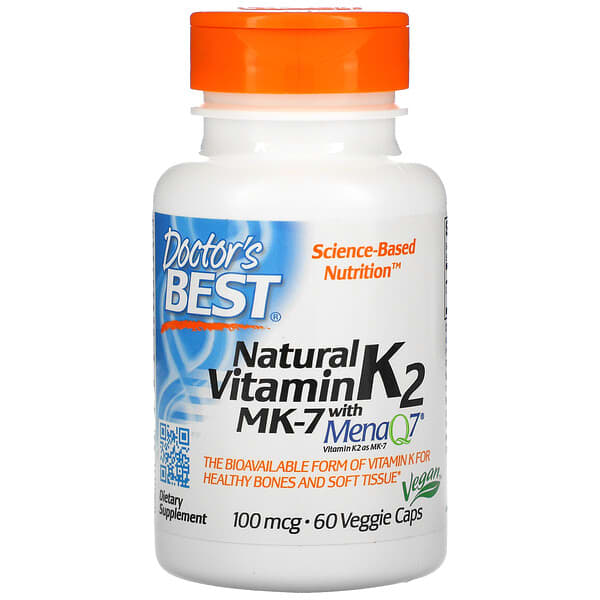 Doctor's
BEST®
Science-Based
Nutrition™
Natural
Vitamin K2
MK-7 with
MenaQ7®
Vitamin K2 as MK-7
THE BIOAVAILABLE FORM OF VITAMIN K FOR
HEALTHY BONES AND SOFT TISSUE*
Vegan
Dietary
Supplement
100 mcg • 60 Veggie Caps